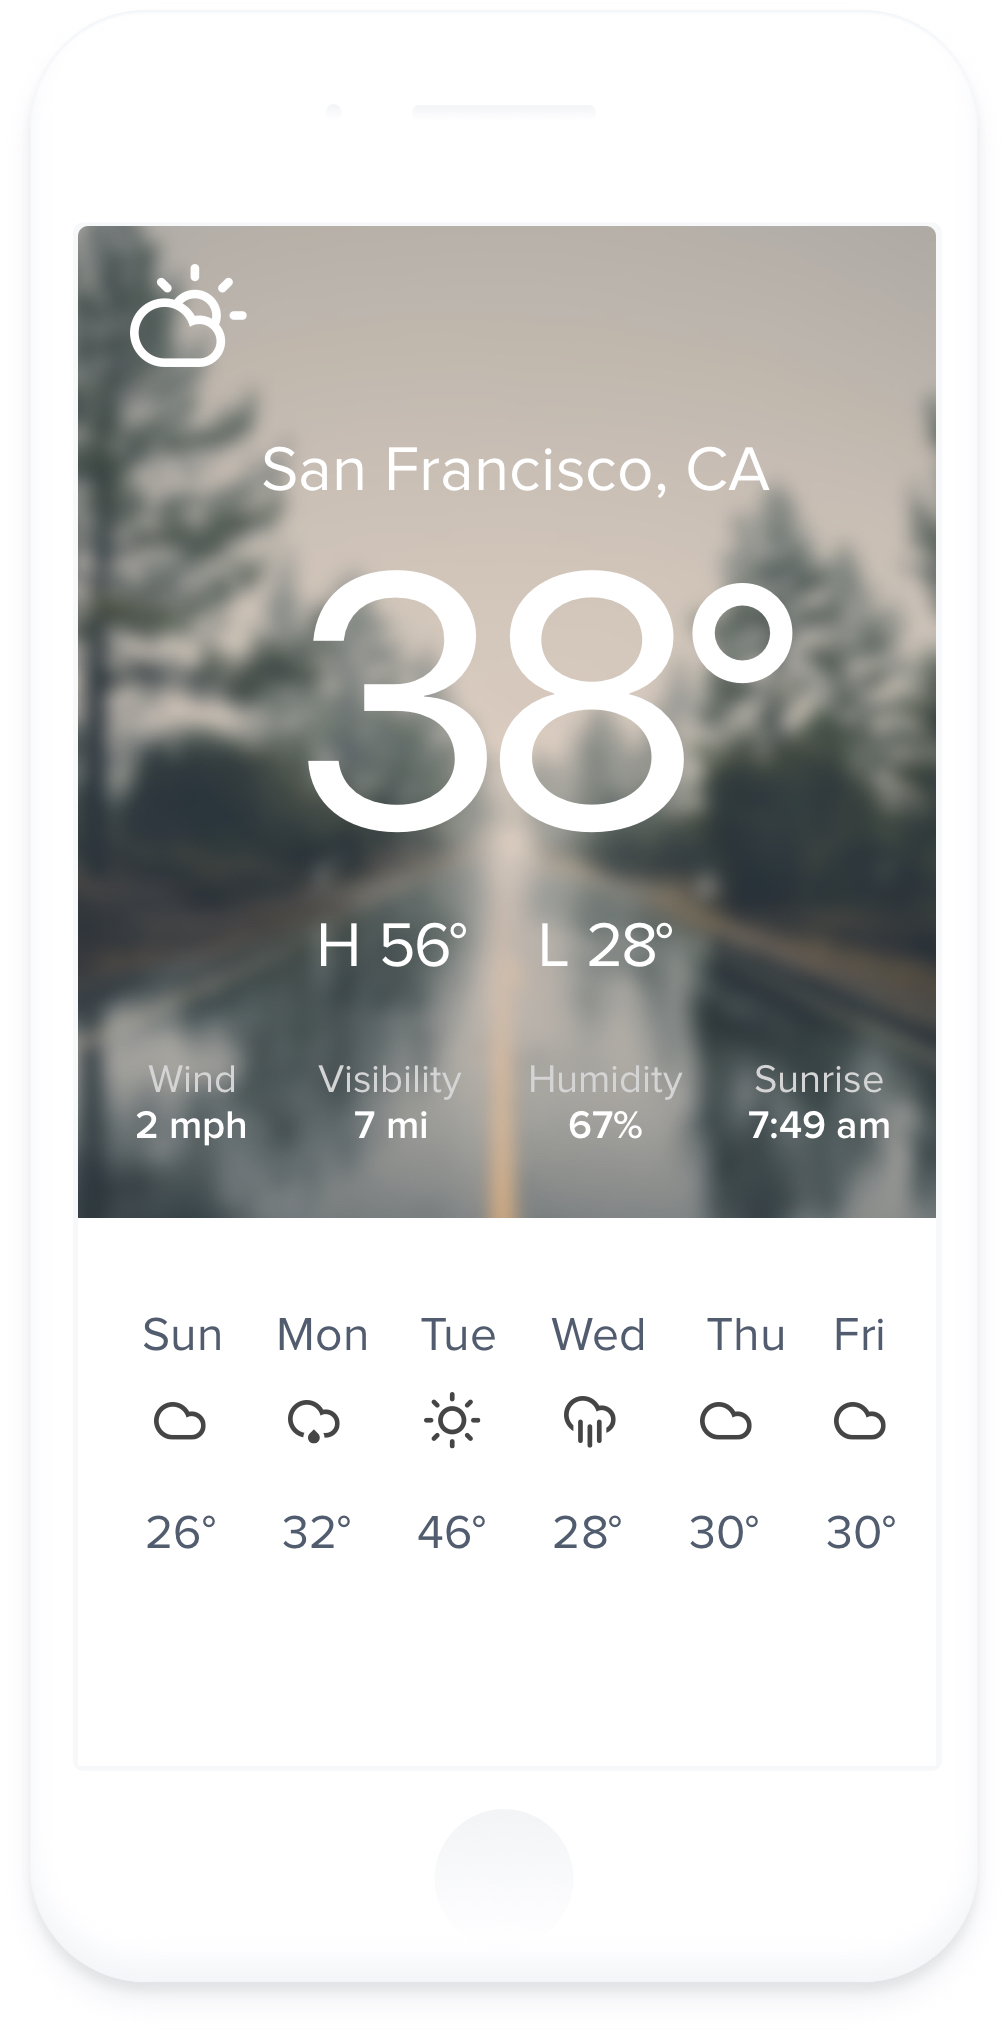 San Francisco, CA
38°
H 56° L 28°
Wind Visibility Humidity Sunrise
2 mph 7 mi 67% 7:49 am
Sun Mon Tue Wed Thu Fri
26° 32° 46° 28° 30° 30°